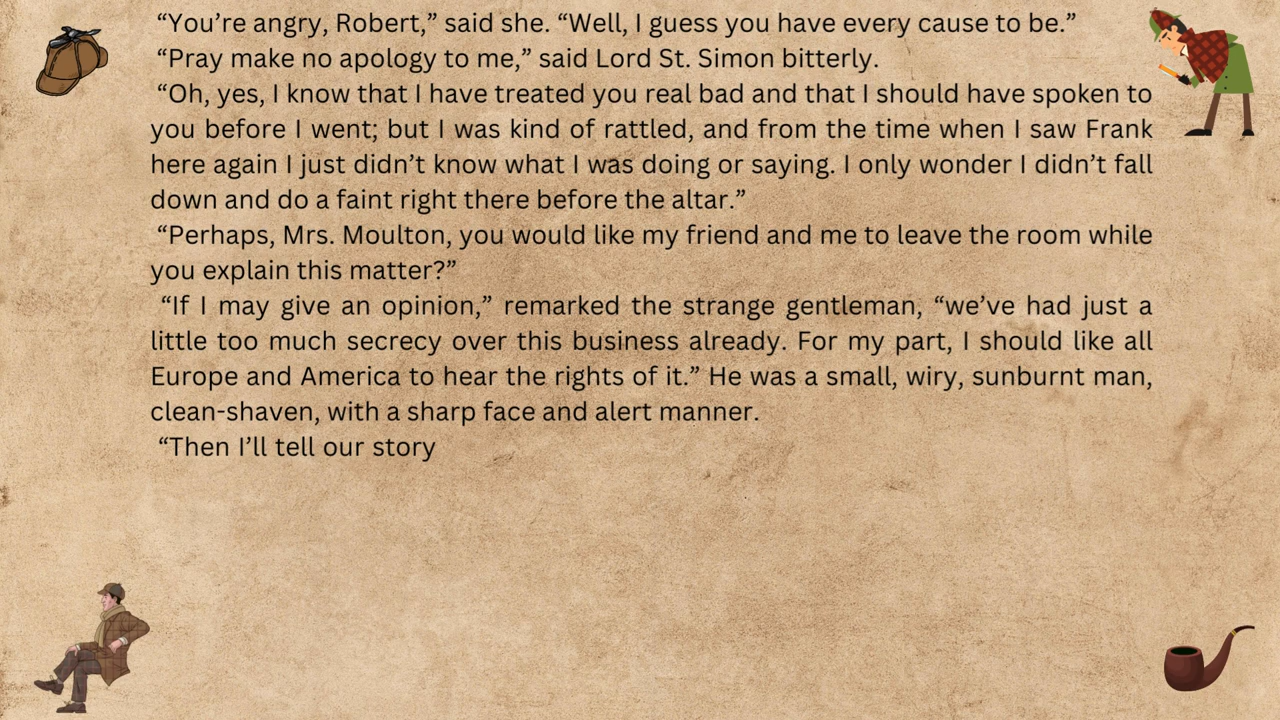 “You’re angry, Robert,” said she. “Well, I guess you have every cause to be.”
“Pray make no apology to me,” said Lord St. Simon bitterly.
“Oh, yes, I know that I have treated you real bad and that I should have spoken to
you before I went; but I was kind of rattled, and from the time when I saw Frank
here again I just didn’t know what I was doing or saying. I only wonder I didn’t fall
down and do a faint right there before the altar.”
“Perhaps, Mrs. Moulton, you would like my friend and me to leave the room while
you explain this matter?”
“If I may give an opinion,” remarked the strange gentleman, “we’ve had just a
little too much secrecy over this business already. For my part, I should like all
Europe and America to hear the rights of it.” He was a small, wiry, sunburnt man,
clean-shaven, with a sharp face and alert manner.
“Then I’ll tell our story